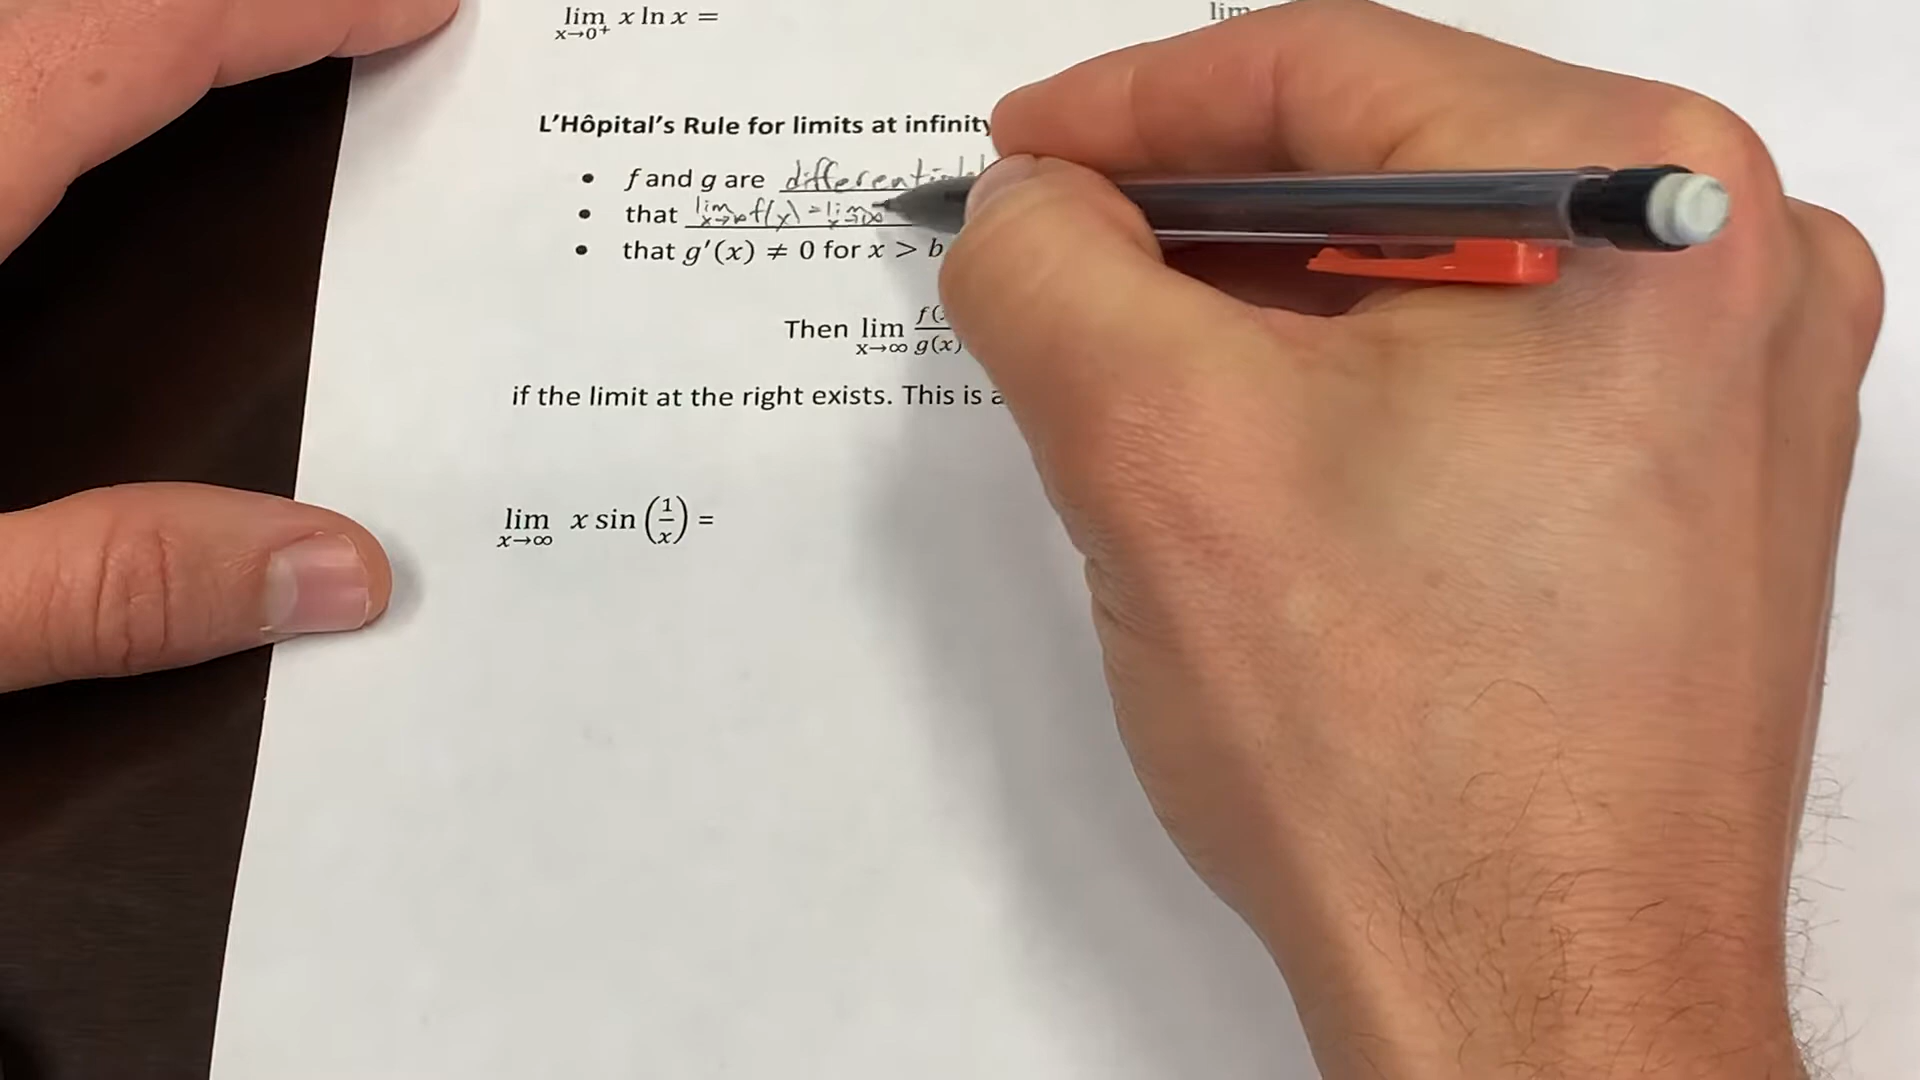 lim x→0⁺ x ln x =
lim
L'Hôpital's Rule for limits at infinity
• f and g are differentiabl
• that lim x→∞ f(x) = lim x→∞
• that g′(x) ≠ 0 for x > b
Then lim x→∞ f( / g(x)
if the limit at the right exists. This is a
lim x→∞ x sin (1/x) =